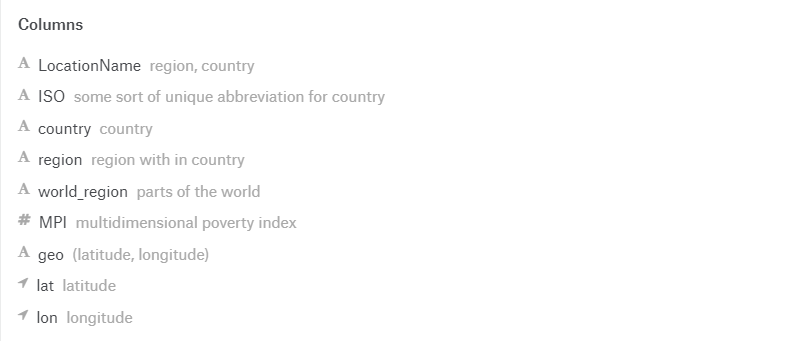 Columns
A LocationName region, country
A ISO some sort of unique abbreviation for country
A country country
A region region with in country
A world_region parts of the world
# MPI multidimensional poverty index
A geo (latitude, longitude)
lat latitude
lon longitude